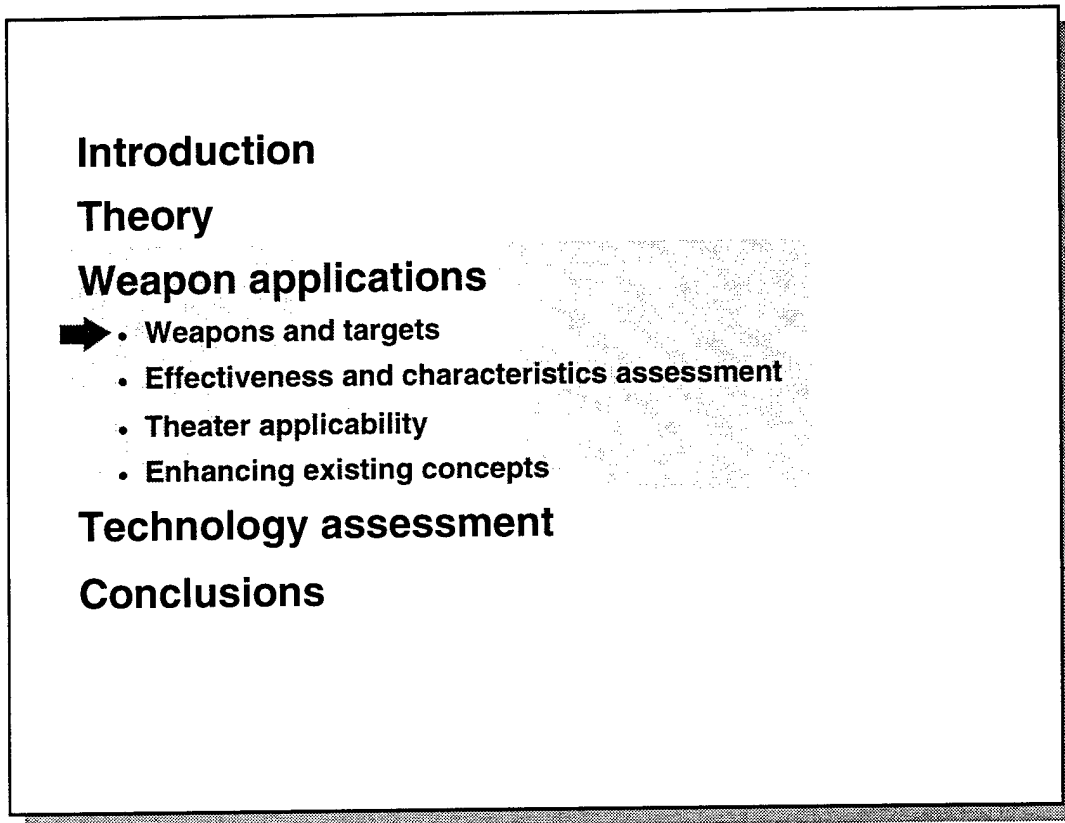 Introduction
Theory
Weapon applications
• Weapons and targets
• Effectiveness and characteristics assessment
• Theater applicability
• Enhancing existing concepts
Technology assessment
Conclusions